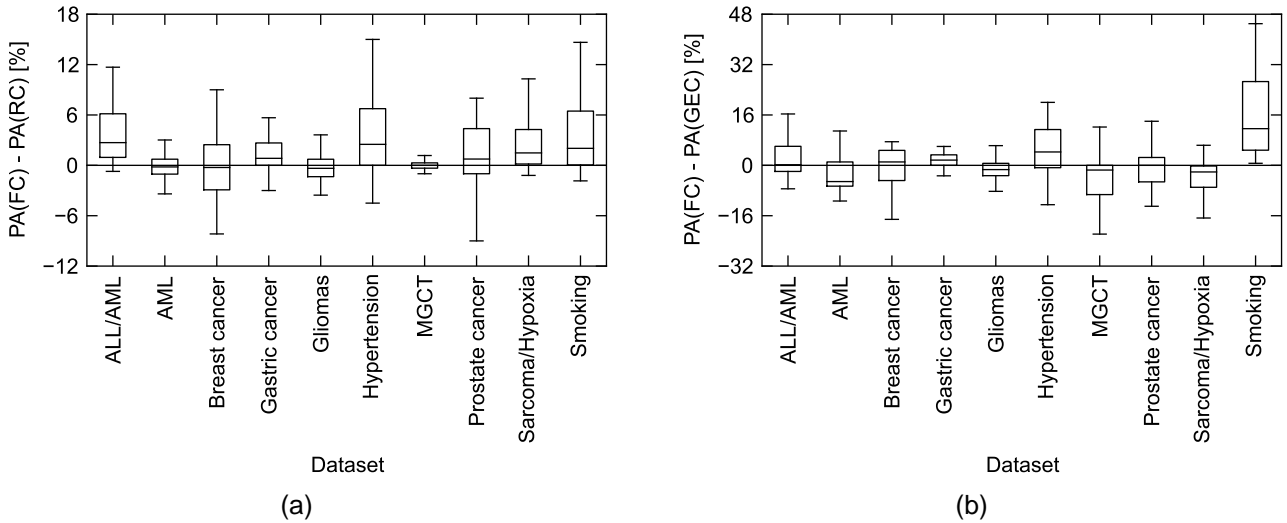 PA(FC) - PA(RC) [%]
18
12
6
0
−6
−12
ALL/AML
AML
Breast cancer
Gastric cancer
Gliomas
Hypertension
MGCT
Prostate cancer
Sarcoma/Hypoxia
Smoking
Dataset
(a)
PA(FC) - PA(GEC) [%]
48
32
16
0
−16
−32
ALL/AML
AML
Breast cancer
Gastric cancer
Gliomas
Hypertension
MGCT
Prostate cancer
Sarcoma/Hypoxia
Smoking
Dataset
(b)